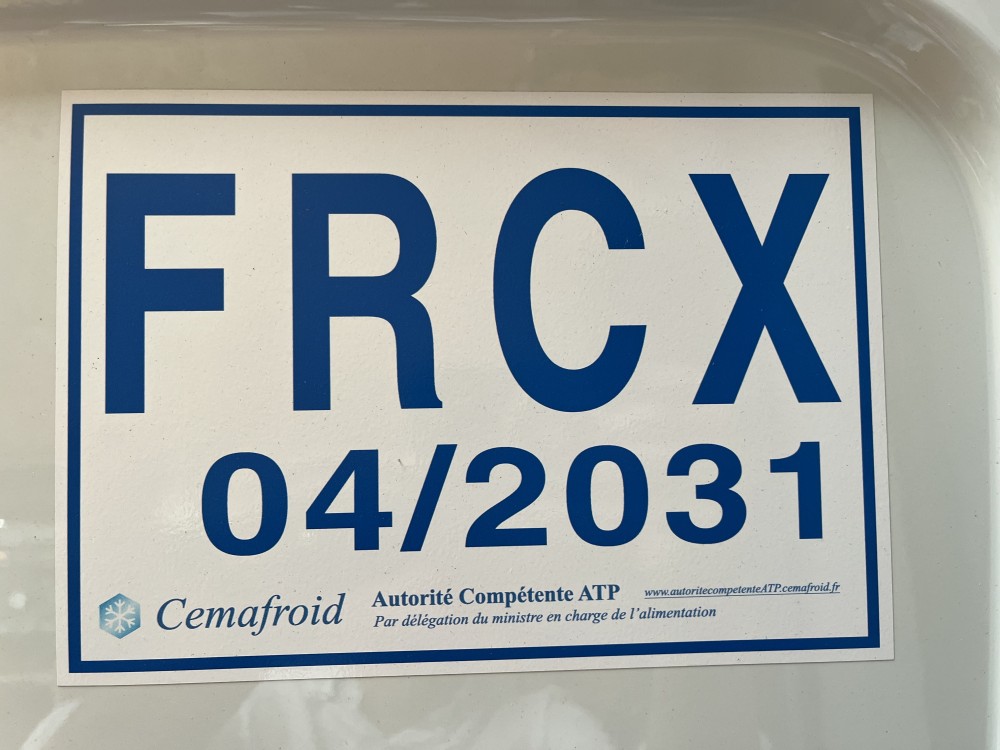 FRCX
04/2031
Cemafroid
Autorité Compétente ATP www.autoritecompetenteATP.cemafroid.fr
Par délégation du ministre en charge de l'alimentation